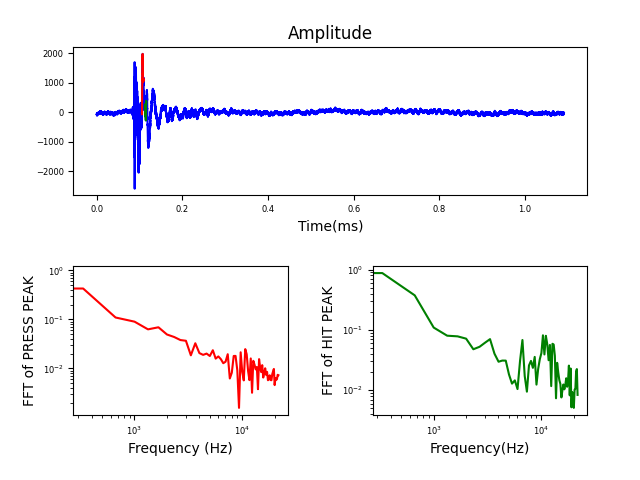 Amplitude
2000
1000
0
−1000
−2000
0.0 0.2 0.4 0.6 0.8 1.0
Time(ms)
FFT of PRESS PEAK
10⁰
10⁻¹
10⁻²
10³ 10⁴
Frequency (Hz)
FFT of HIT PEAK
10⁰
10⁻¹
10⁻²
10³ 10⁴
Frequency(Hz)